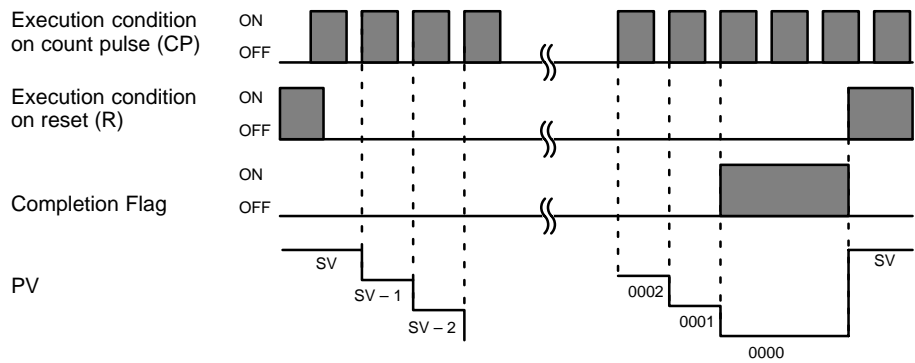 Execution condition
on count pulse (CP)
ON
OFF
Execution condition
on reset (R)
ON
OFF
Completion Flag
ON
OFF
PV
SV
SV – 1
SV – 2
0002
0001
0000
SV